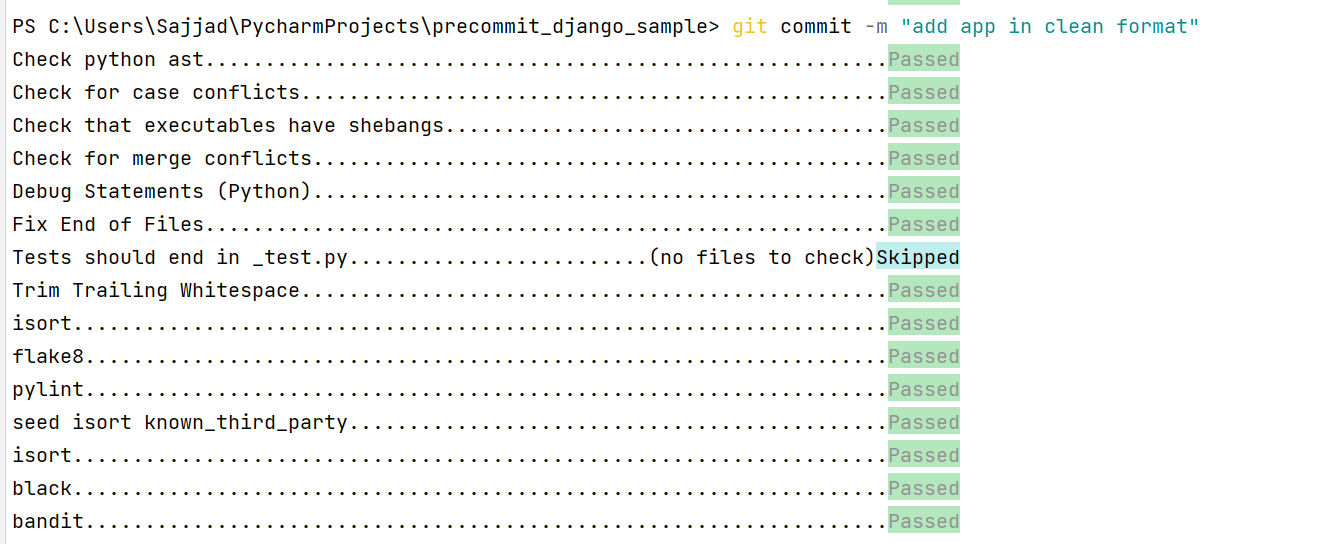 PS C:\Users\Sajjad\PycharmProjects\precommit_django_sample> git commit -m "add app in clean format"
Check python ast.........................................................Passed
Check for case conflicts.................................................Passed
Check that executables have shebangs.....................................Passed
Check for merge conflicts................................................Passed
Debug Statements (Python)................................................Passed
Fix End of Files.........................................................Passed
Tests should end in _test.py.........................(no files to check)Skipped
Trim Trailing Whitespace.................................................Passed
isort....................................................................Passed
flake8...................................................................Passed
pylint...................................................................Passed
seed isort known_third_party.............................................Passed
isort....................................................................Passed
black....................................................................Passed
bandit...................................................................Passed